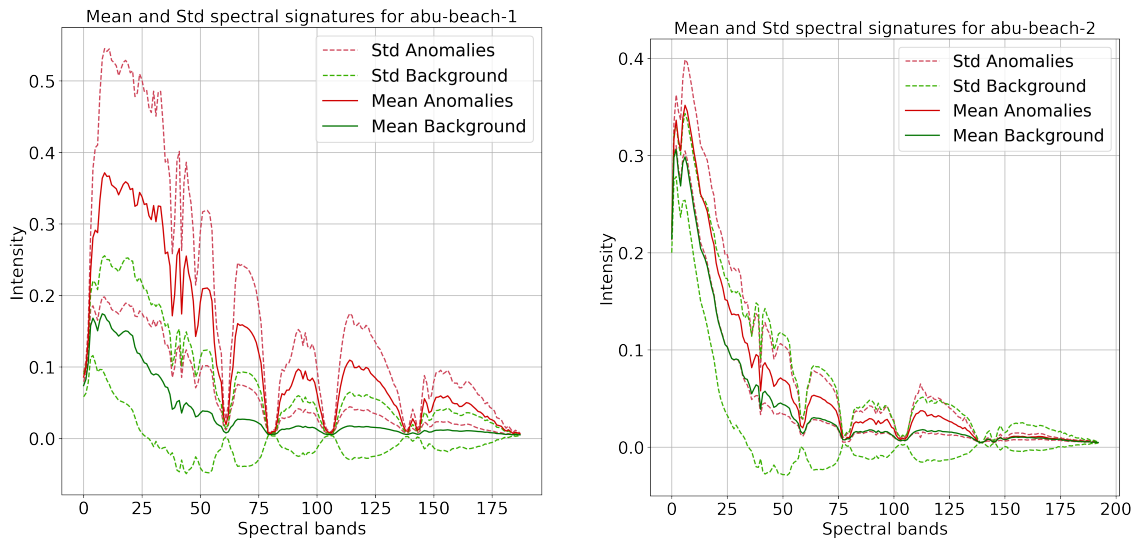 Mean and Std spectral signatures for abu-beach-1
Std Anomalies
Std Background
Mean Anomalies
Mean Background
Intensity
0.5
0.4
0.3
0.2
0.1
0.0
0 25 50 75 100 125 150 175
Spectral bands
Mean and Std spectral signatures for abu-beach-2
Std Anomalies
Std Background
Mean Anomalies
Mean Background
Intensity
0.4
0.3
0.2
0.1
0.0
0 25 50 75 100 125 150 175 200
Spectral bands